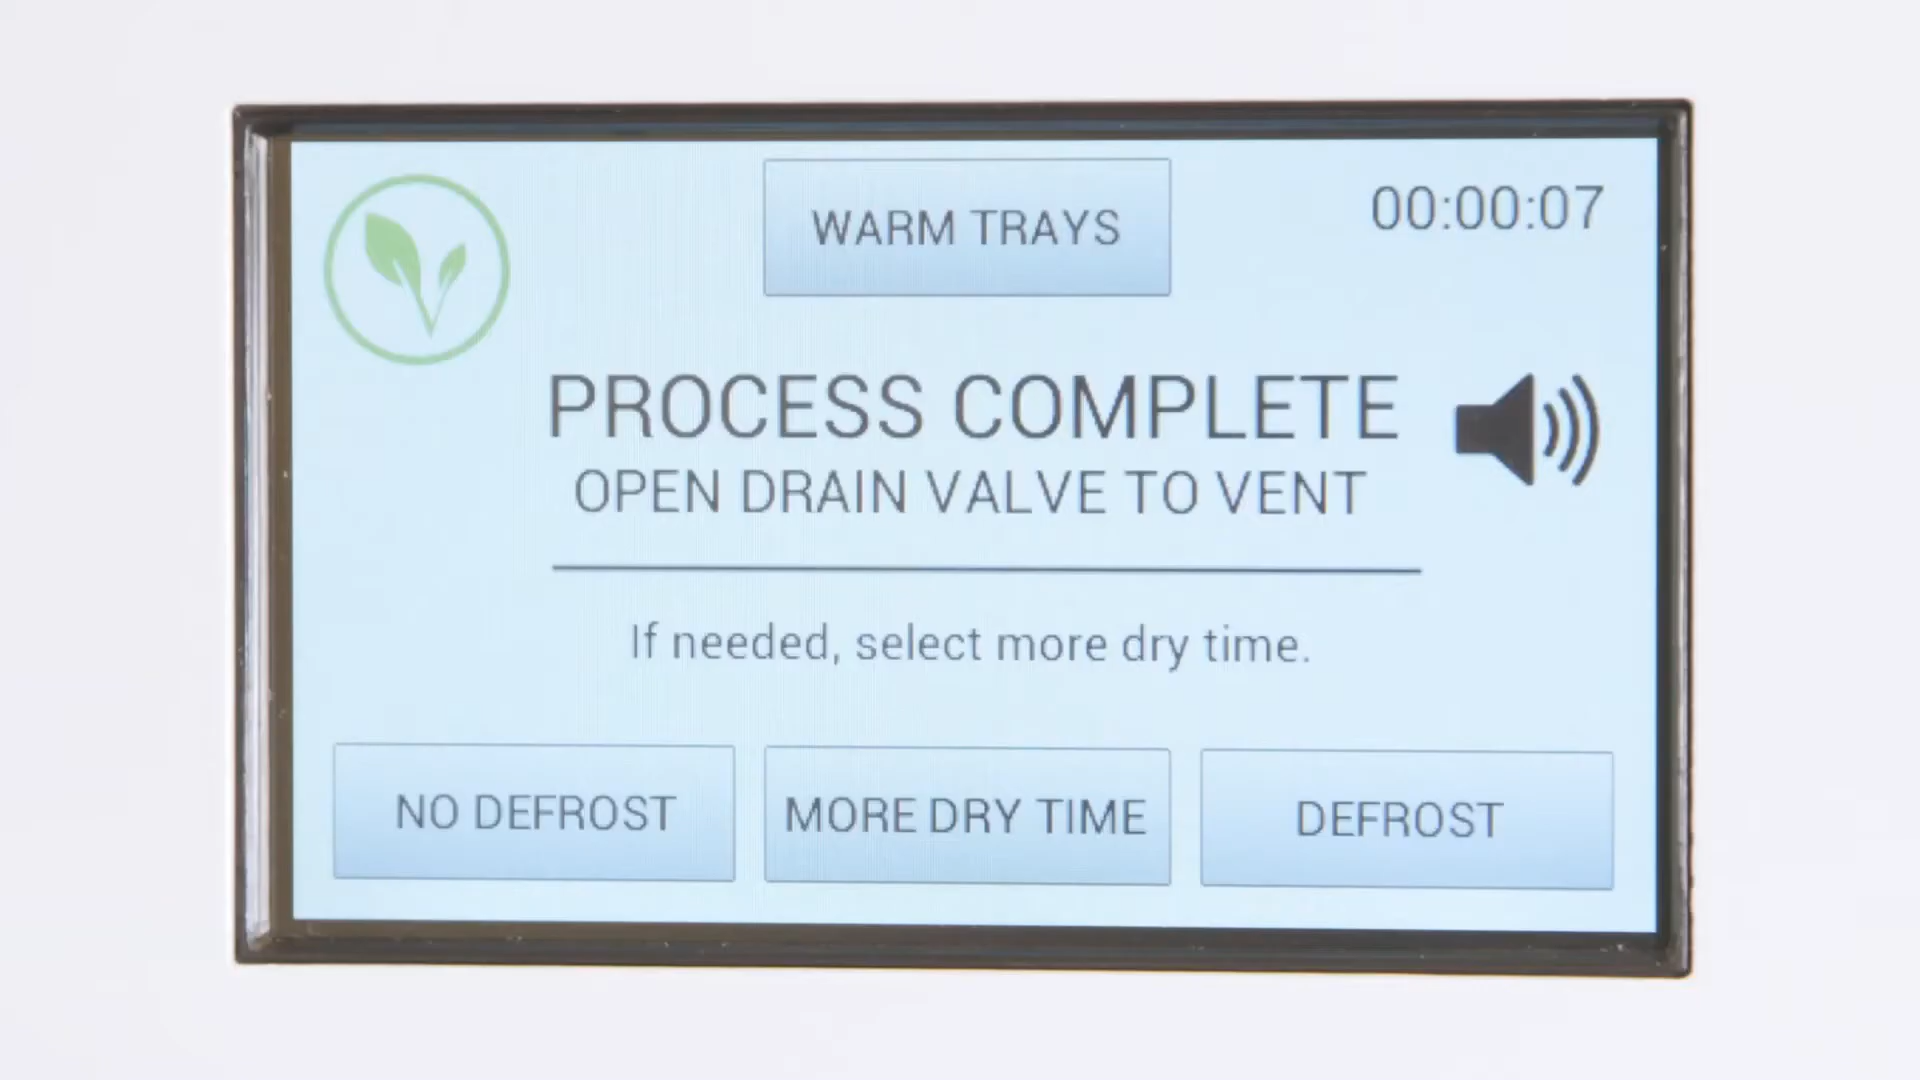 WARM TRAYS
00:00:07
PROCESS COMPLETE
OPEN DRAIN VALVE TO VENT
If needed, select more dry time.
NO DEFROST
MORE DRY TIME
DEFROST